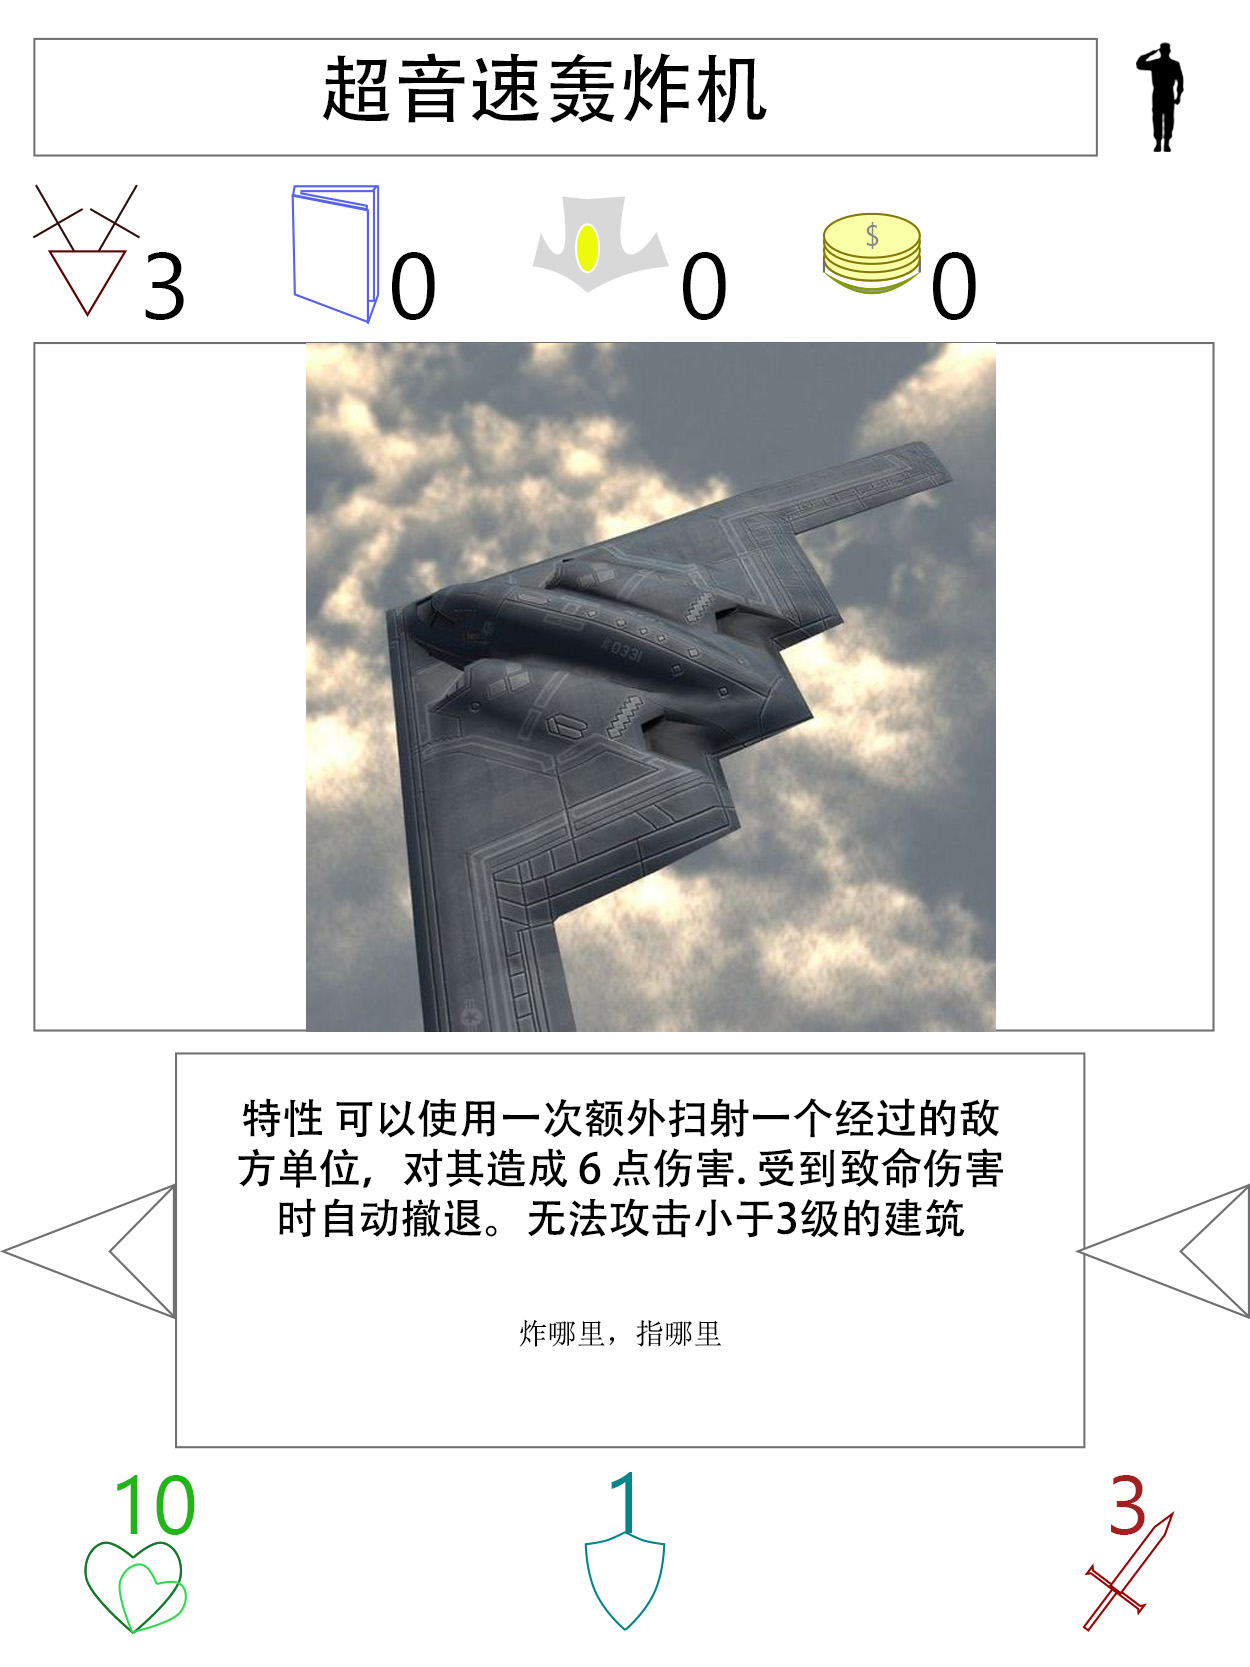 超音速轰炸机
3 0 0 $ 0
0331
特性 可以使用一次额外扫射一个经过的敌
方单位，对其造成 6 点伤害. 受到致命伤害
时自动撤退。无法攻击小于3级的建筑
炸哪里，指哪里
10 1 3